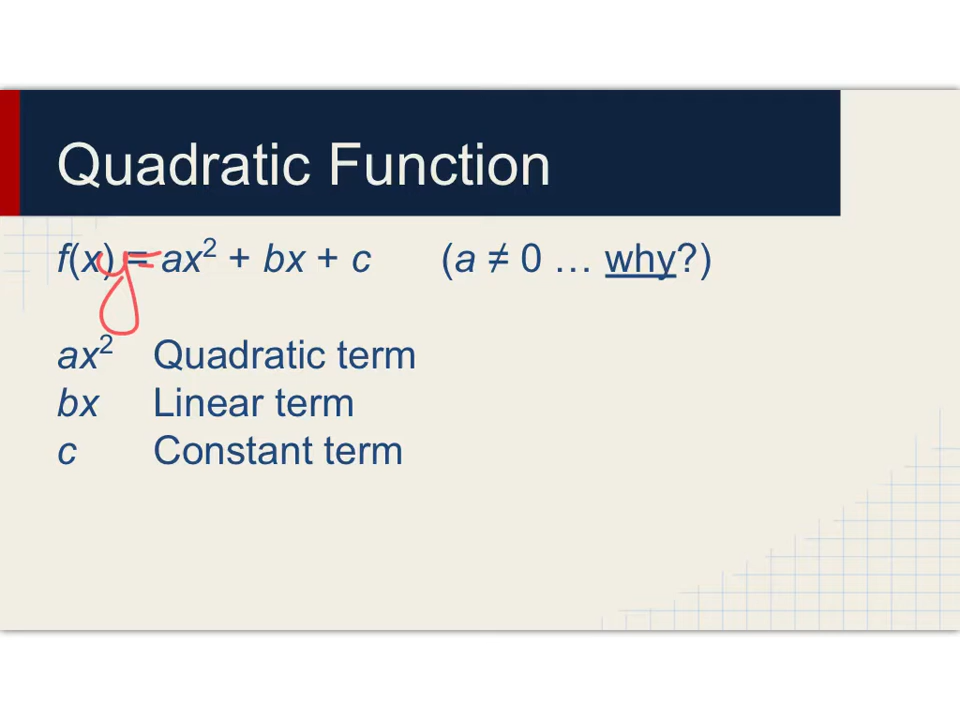 Quadratic Function
f(x) = ax² + bx + c (a ≠ 0 … why?)
y =
ax² Quadratic term
bx Linear term
c Constant term